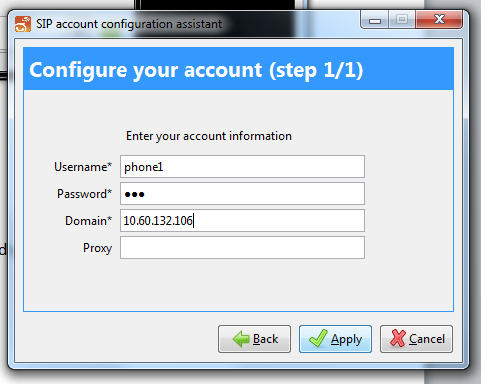 SIP account configuration assistant
Configure your account (step 1/1)
Enter your account information
Username* phone1
Password* ●●●
Domain* 10.60.132.106
Proxy
Back Apply Cancel